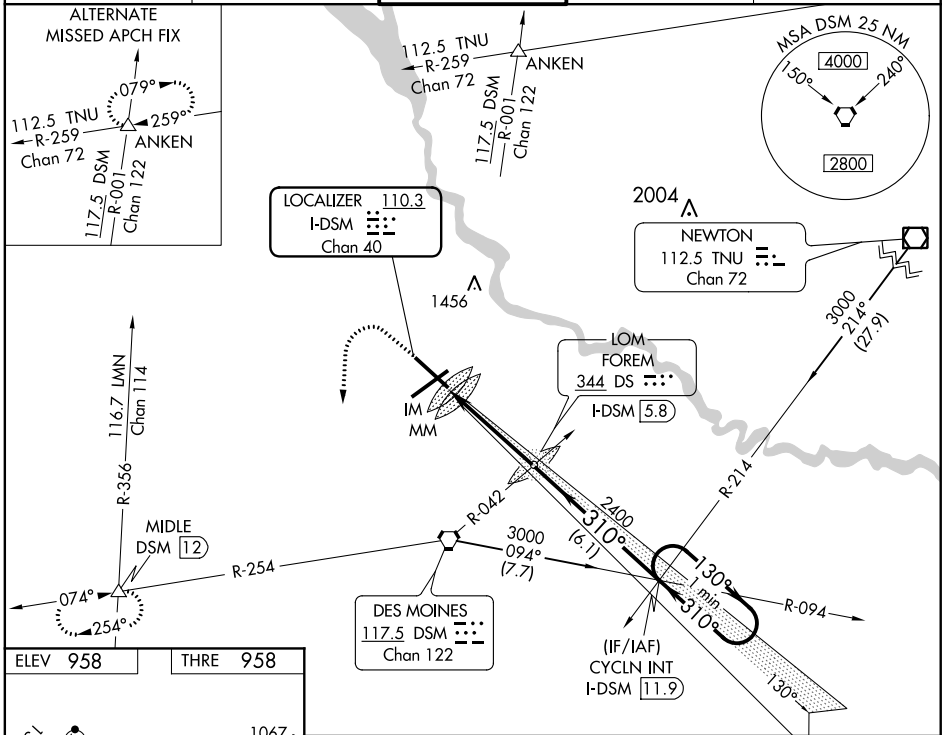 ALTERNATE
MISSED APCH FIX
079°
259°
112.5 TNU
R-259
Chan 72
ANKEN
117.5 DSM
R-001
Chan 122
112.5 TNU
R-259
Chan 72
ANKEN
117.5 DSM
R-001
Chan 122
MSA DSM 25 NM
150°
4000
240°
2800
LOCALIZER 110.3
I-DSM
Chan 40
2004
NEWTON
112.5 TNU
Chan 72
1456
3000
214°
(27.9)
LOM
FOREM
344 DS
I-DSM 5.8
IM
MM
116.7 LMN
Chan 114
R-356
R-214
R-042
2400
310°
(6.1)
MIDLE
DSM 12
R-254
3000
094°
(7.7)
130°
1 min
310°
R-094
074°
254°
DES MOINES
117.5 DSM
Chan 122
(IF/IAF)
CYCLN INT
I-DSM 11.9
130°
ELEV 958
THRE 958
1067